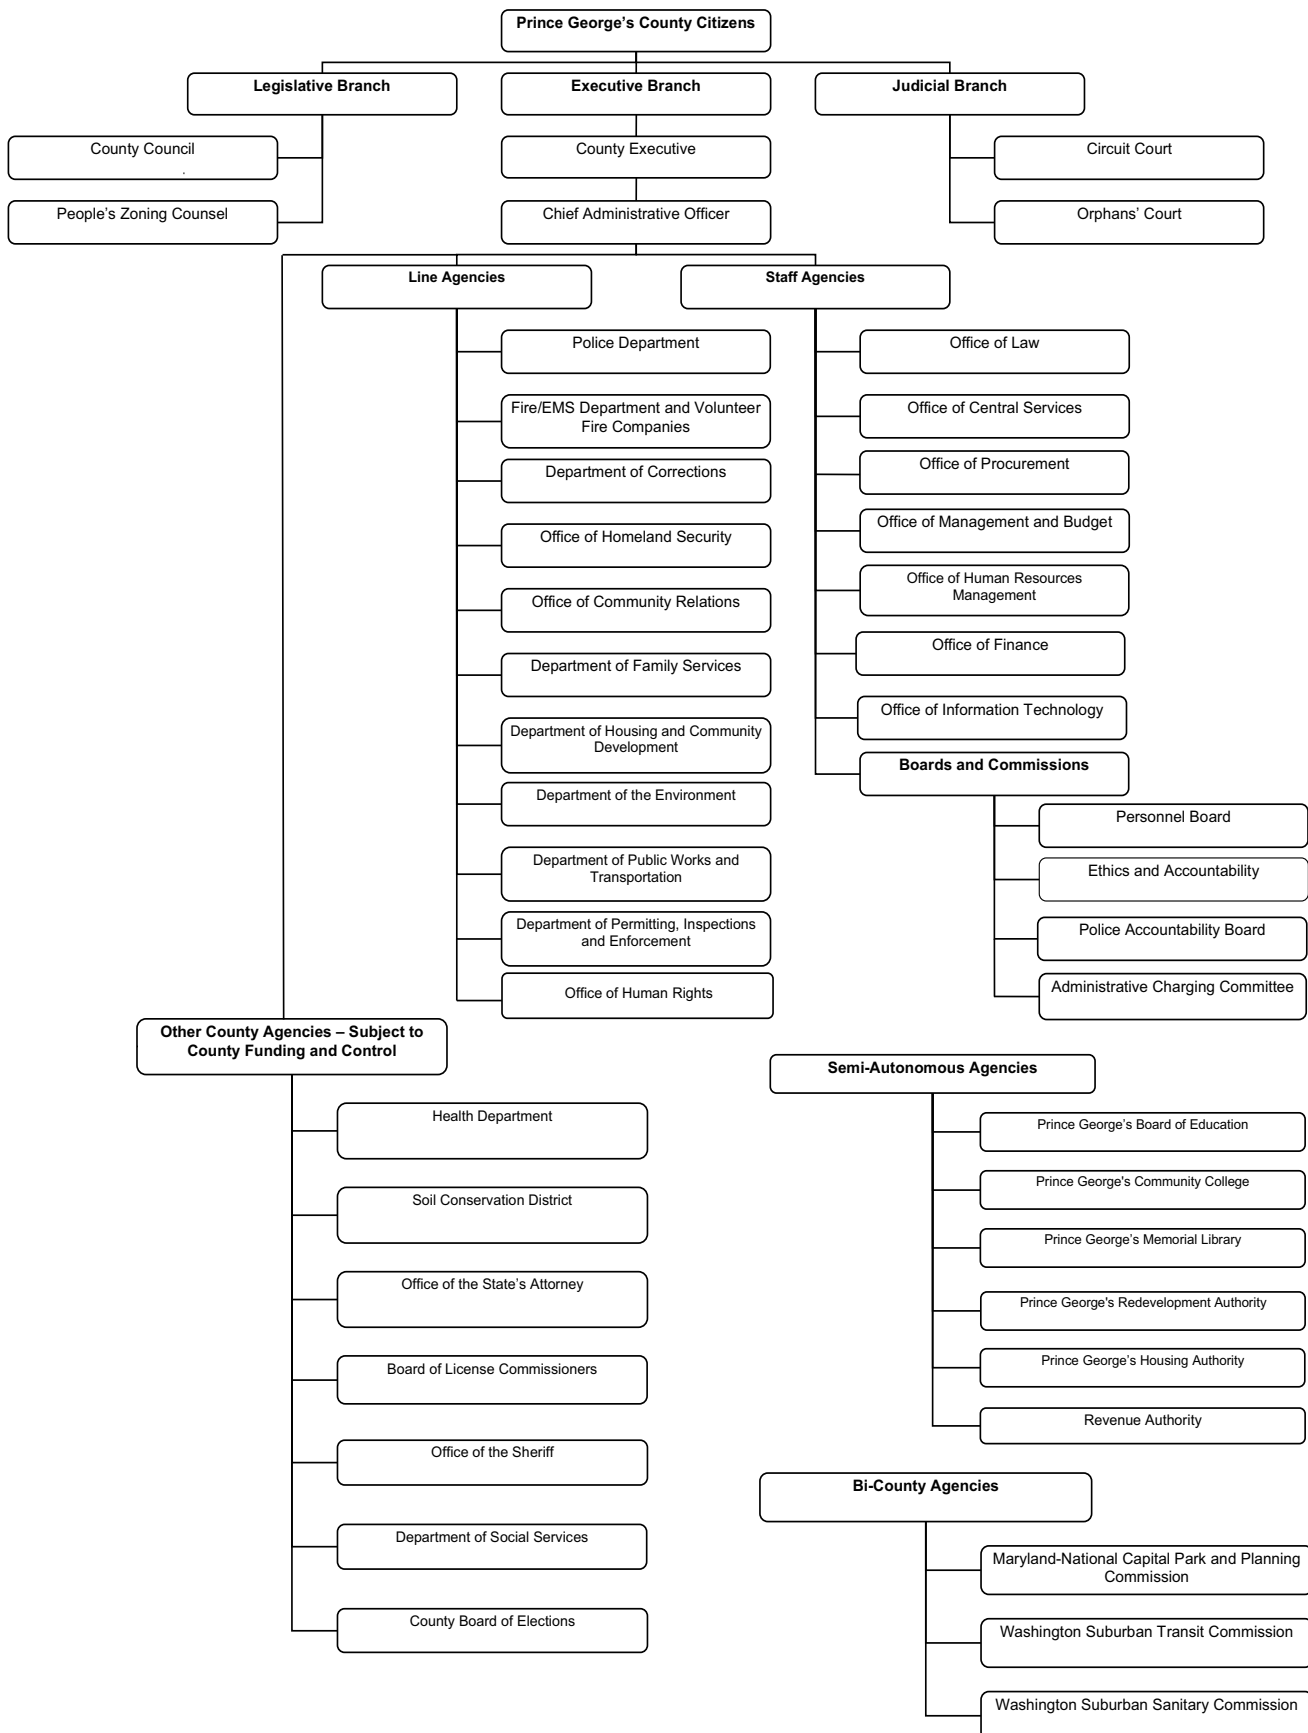 Prince George's County Citizens
Legislative Branch
Executive Branch
Judicial Branch
County Council
.
County Executive
Circuit Court
People's Zoning Counsel
Chief Administrative Officer
Orphans' Court
Line Agencies
Staff Agencies
Police Department
Fire/EMS Department and Volunteer
Fire Companies
Department of Corrections
Office of Homeland Security
Office of Community Relations
Department of Family Services
Department of Housing and Community
Development
Department of the Environment
Department of Public Works and
Transportation
Department of Permitting, Inspections
and Enforcement
Office of Human Rights
Office of Law
Office of Central Services
Office of Procurement
Office of Management and Budget
Office of Human Resources
Management
Office of Finance
Office of Information Technology
Boards and Commissions
Personnel Board
Ethics and Accountability
Police Accountability Board
Administrative Charging Committee
Other County Agencies – Subject to
County Funding and Control
Health Department
Soil Conservation District
Office of the State's Attorney
Board of License Commissioners
Office of the Sheriff
Department of Social Services
County Board of Elections
Semi-Autonomous Agencies
Prince George's Board of Education
Prince George's Community College
Prince George's Memorial Library
Prince George's Redevelopment Authority
Prince George's Housing Authority
Revenue Authority
Bi-County Agencies
Maryland-National Capital Park and Planning
Commission
Washington Suburban Transit Commission
Washington Suburban Sanitary Commission